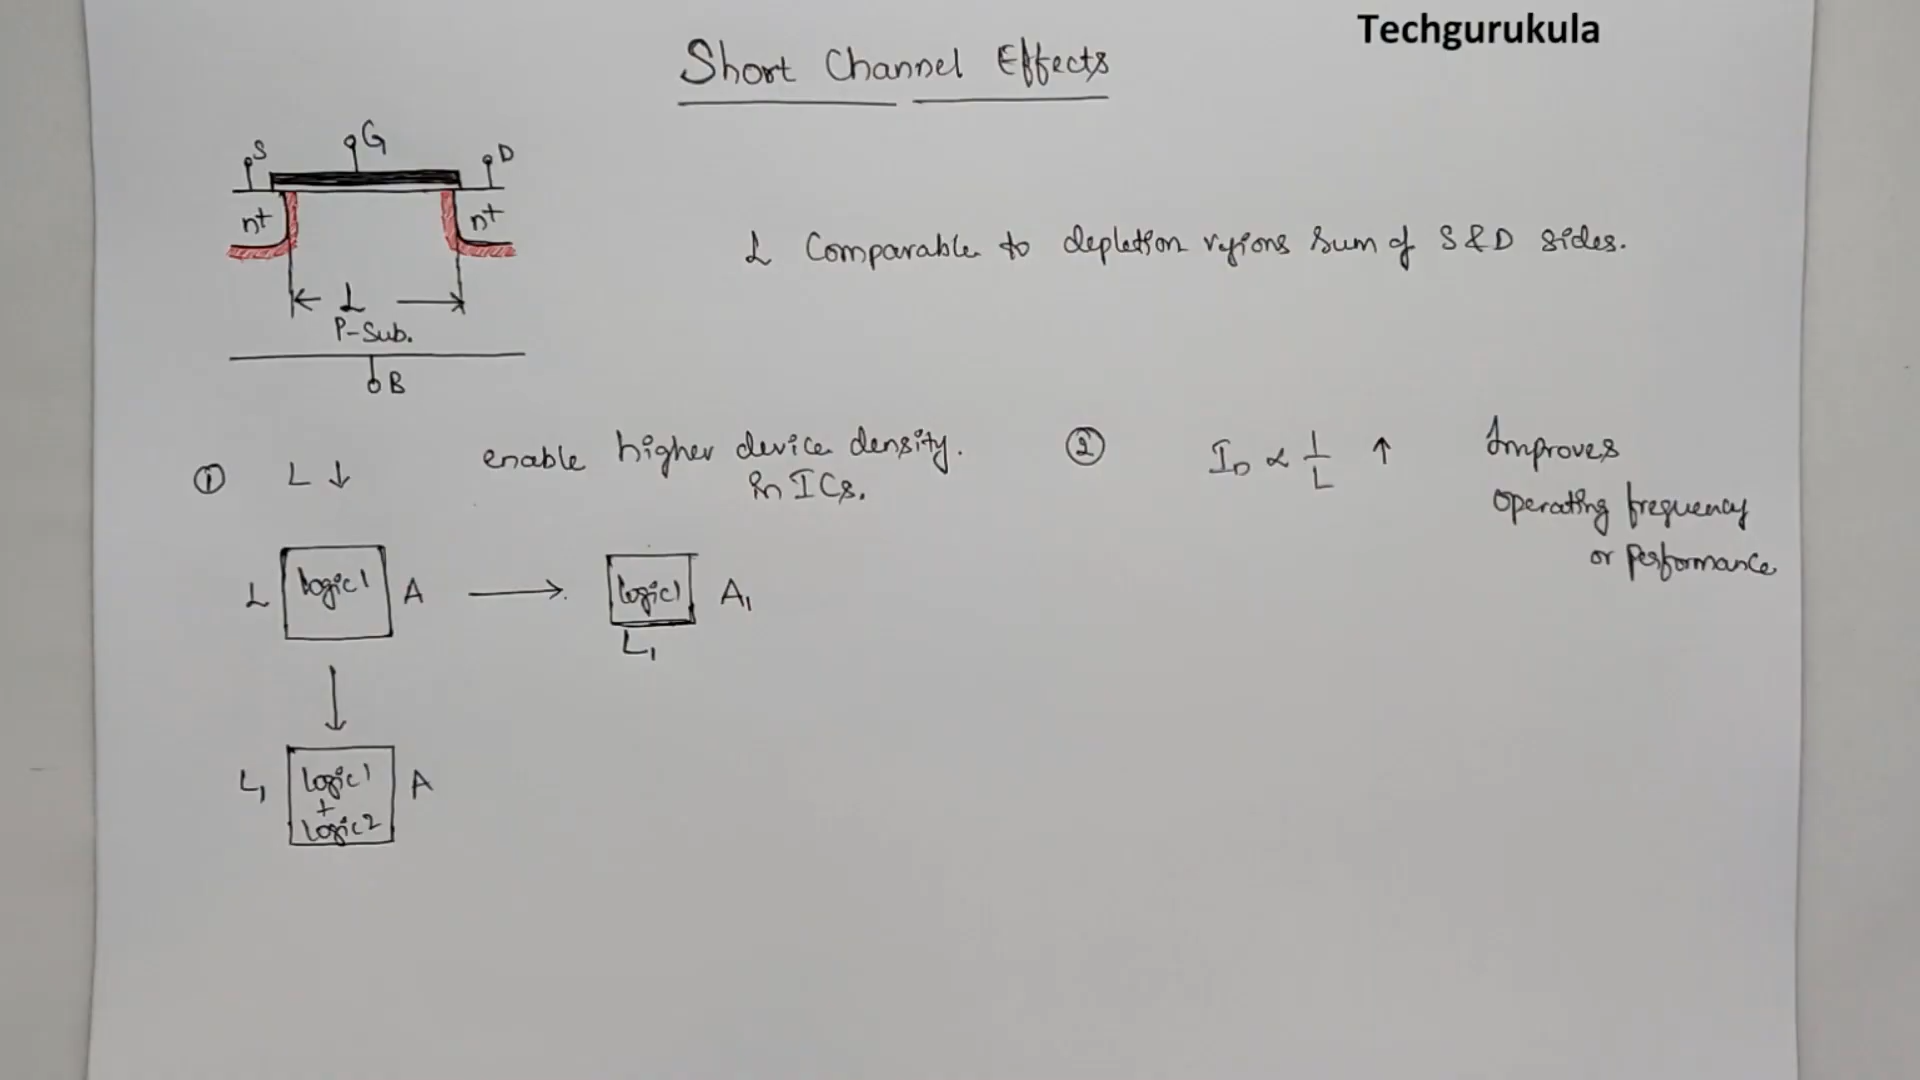 Techgurukula
Short Channel Effects
S
G
D
n+
n+
L
P-Sub.
B
L Comparable to depletion regions sum of S & D sides.
① L ↓ enable higher device density.
in ICs.
② I_D ∝ 1/L ↑ Improves
operating frequency
or performance
L logic1 A → logic1 A₁
L₁
L₁ logic1 A
+
logic2